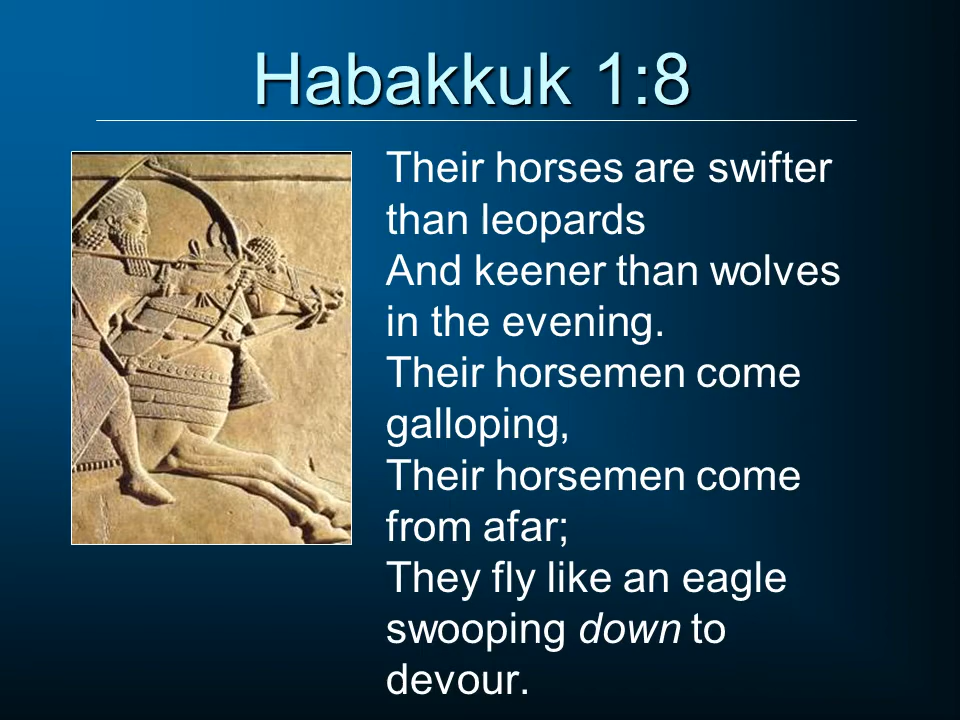 Habakkuk 1:8
Their horses are swifter
than leopards
And keener than wolves
in the evening.
Their horsemen come
galloping,
Their horsemen come
from afar;
They fly like an eagle
swooping down to
devour.